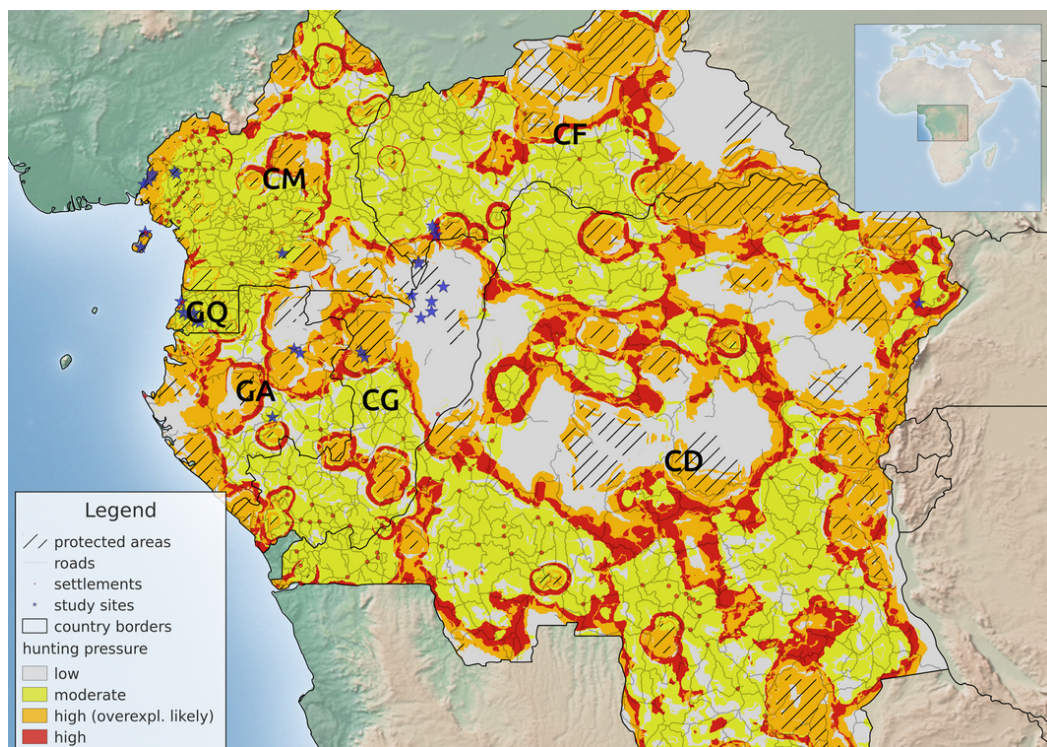 CF
CM
GQ
GA
CG
CD
Legend
protected areas
roads
settlements
study sites
country borders
hunting pressure
low
moderate
high (overexpl. likely)
high